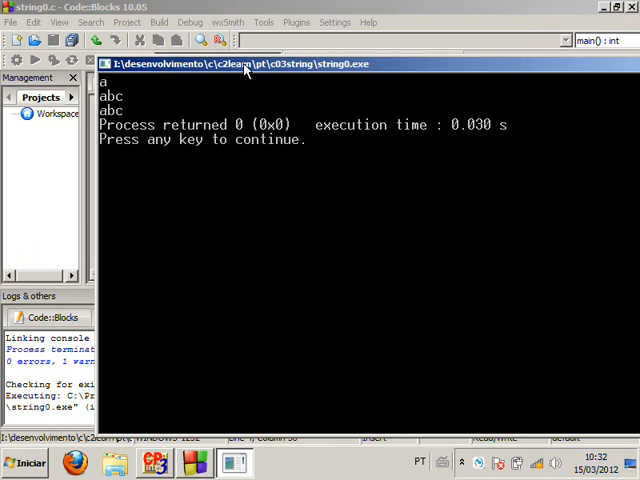 string0.c - Code::Blocks 10.05
File Edit View Search Project Build Debug wxSmith Tools Plugins Settings Help
main() : int
I:\desenvolvimento\c\c2learn\pt\c03string\string0.exe
Management
Projects
Workspace
a
abc
abc
Process returned 0 (0x0)   execution time : 0.030 s
Press any key to continue.
Logs & others
Code::Blocks
Linking console
Process terminat
0 errors, 1 warn
Checking for exi
Executing: C:\Pr
\string0.exe" (i
Iniciar
CP3
PT
10:32
15/03/2012